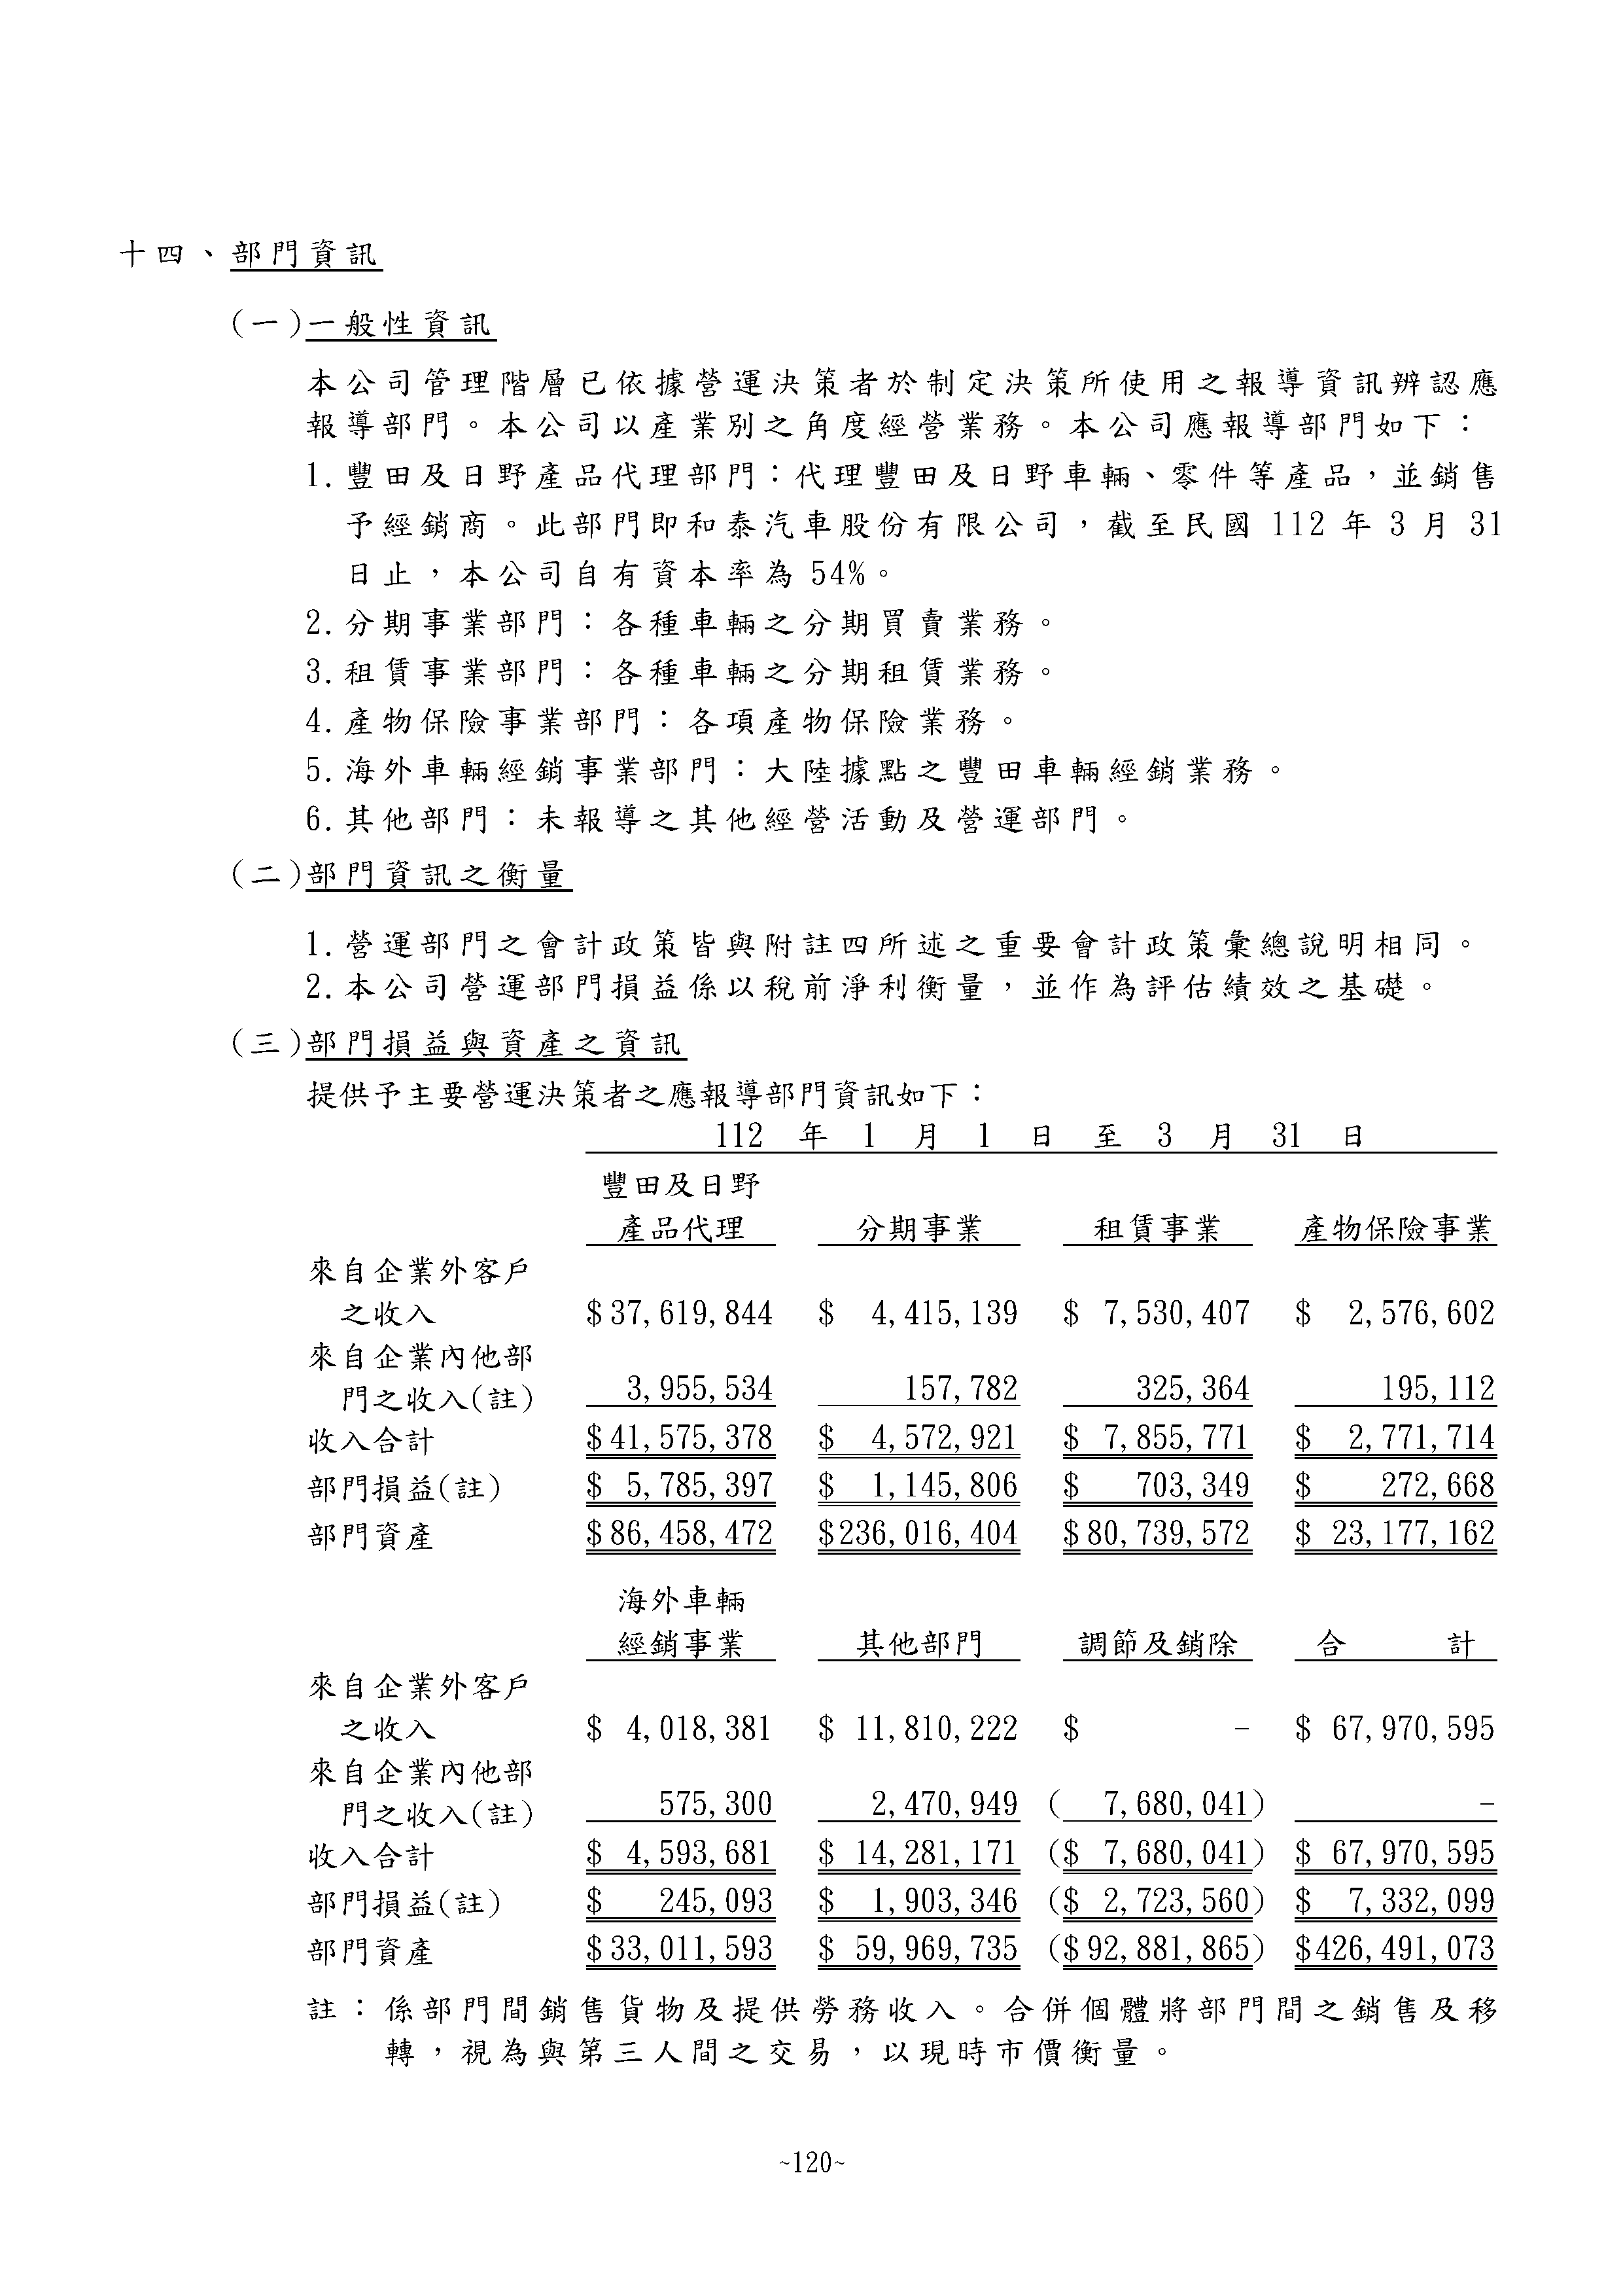 十四、部門資訊
(一)一般性資訊
本公司管理階層已依據營運決策者於制定決策所使用之報導資訊辨認應
報導部門。本公司以產業別之角度經營業務。本公司應報導部門如下：
1.豐田及日野產品代理部門：代理豐田及日野車輛、零件等產品，並銷售
予經銷商。此部門即和泰汽車股份有限公司，截至民國 112 年 3 月 31
日止，本公司自有資本率為 54%。
2.分期事業部門：各種車輛之分期買賣業務。
3.租賃事業部門：各種車輛之分期租賃業務。
4.產物保險事業部門：各項產物保險業務。
5.海外車輛經銷事業部門：大陸據點之豐田車輛經銷業務。
6.其他部門：未報導之其他經營活動及營運部門。
(二)部門資訊之衡量
1.營運部門之會計政策皆與附註四所述之重要會計政策彙總說明相同。
2.本公司營運部門損益係以稅前淨利衡量，並作為評估績效之基礎。
(三)部門損益與資產之資訊
提供予主要營運決策者之應報導部門資訊如下：
112 年 1 月 1 日 至 3 月 31 日
豐田及日野
產品代理 分期事業 租賃事業 產物保險事業
來自企業外客戶
之收入 $37,619,844 $ 4,415,139 $ 7,530,407 $ 2,576,602
來自企業內他部
門之收入(註) 3,955,534 157,782 325,364 195,112
收入合計 $41,575,378 $ 4,572,921 $ 7,855,771 $ 2,771,714
部門損益(註) $ 5,785,397 $ 1,145,806 $ 703,349 $ 272,668
部門資產 $86,458,472 $236,016,404 $80,739,572 $ 23,177,162
海外車輛
經銷事業 其他部門 調節及銷除 合 計
來自企業外客戶
之收入 $ 4,018,381 $ 11,810,222 $ - $ 67,970,595
來自企業內他部
門之收入(註) 575,300 2,470,949 ( 7,680,041) -
收入合計 $ 4,593,681 $ 14,281,171 ($ 7,680,041) $ 67,970,595
部門損益(註) $ 245,093 $ 1,903,346 ($ 2,723,560) $ 7,332,099
部門資產 $33,011,593 $ 59,969,735 ($92,881,865) $426,491,073
註：係部門間銷售貨物及提供勞務收入。合併個體將部門間之銷售及移
轉，視為與第三人間之交易，以現時市價衡量。
~120~